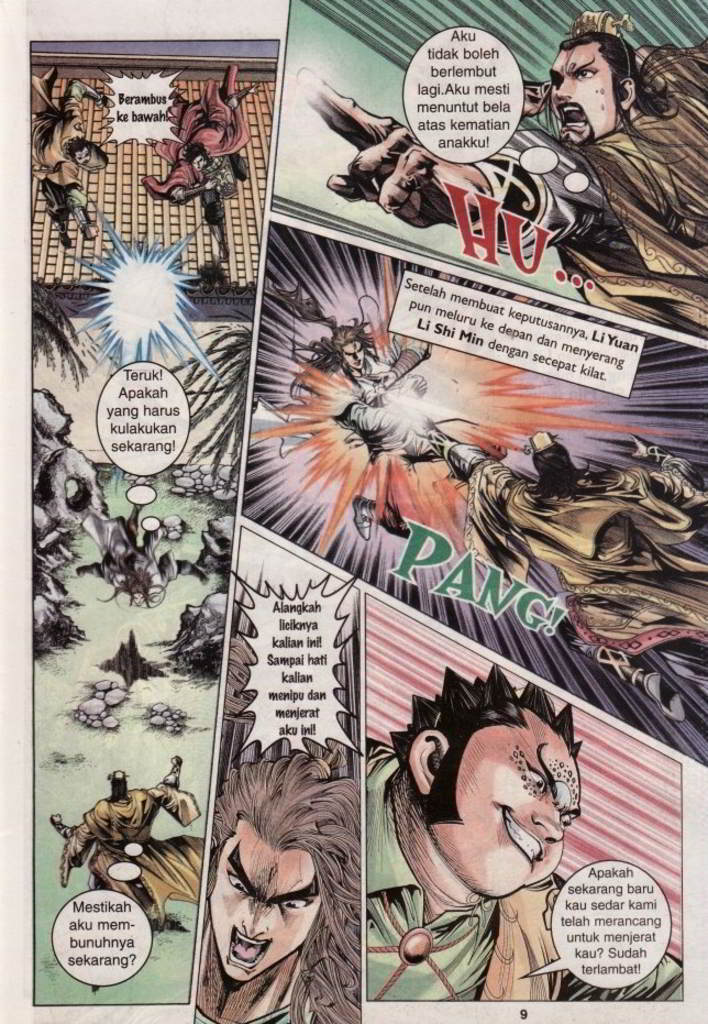 Berambus
ke bawah!
Teruk!
Apakah
yang harus
kulakukan
sekarang!
Mestikah
aku mem-
bunuhnya
sekarang?
Aku
tidak boleh
berlembut
lagi.Aku mesti
menuntut bela
atas kematian
anakku!
HU...
Setelah membuat keputusannya, Li Yuan
pun meluru ke depan dan menyerang
Li Shi Min dengan secepat kilat.
PANG!
Alangkah
liciknya
kalian ini!
Sampai hati
kalian
menipu dan
menjerat
aku ini!
Apakah
sekarang baru
kau sedar kami
telah merancang
untuk menjerat
kau? Sudah
terlambat!
9